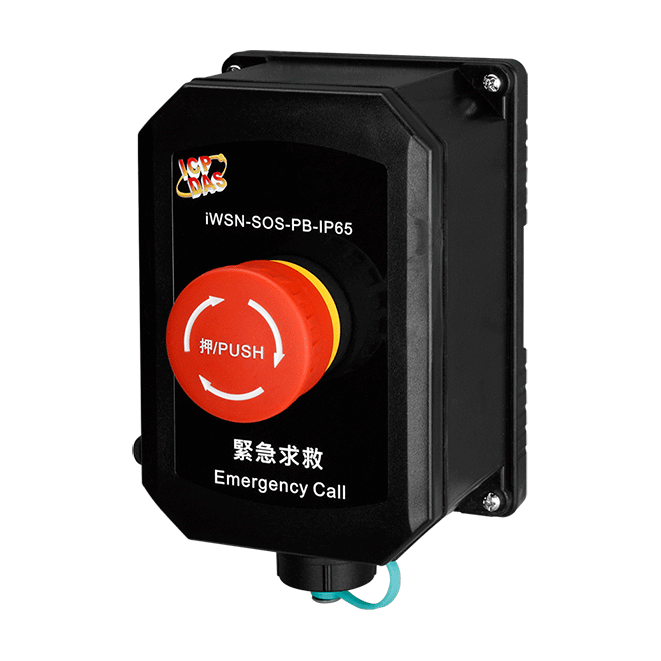 ICP
DAS
iWSN-SOS-PB-IP65
押/PUSH
緊急求救
Emergency Call